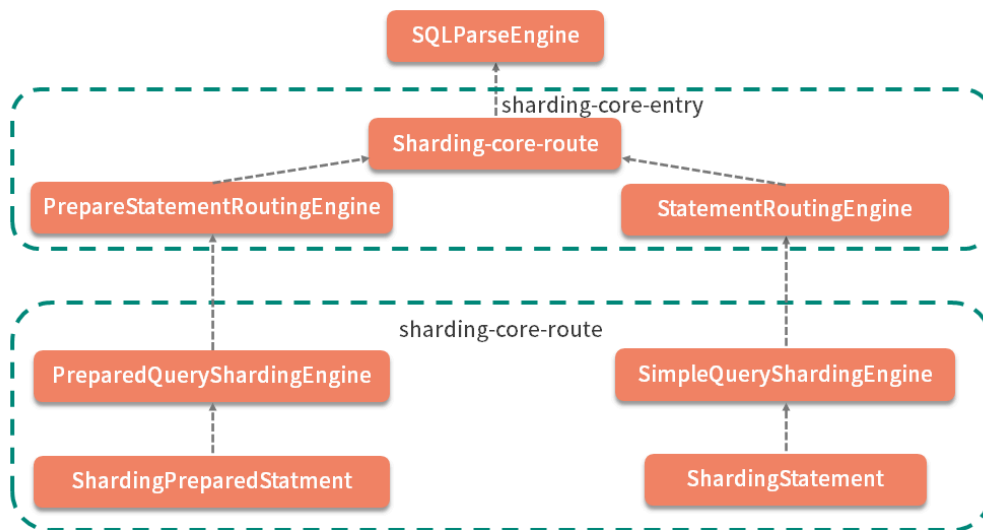 SQLParseEngine
sharding-core-entry
Sharding-core-route
PrepareStatementRoutingEngine
StatementRoutingEngine
sharding-core-route
PreparedQueryShardingEngine
SimpleQueryShardingEngine
ShardingPreparedStatment
ShardingStatement